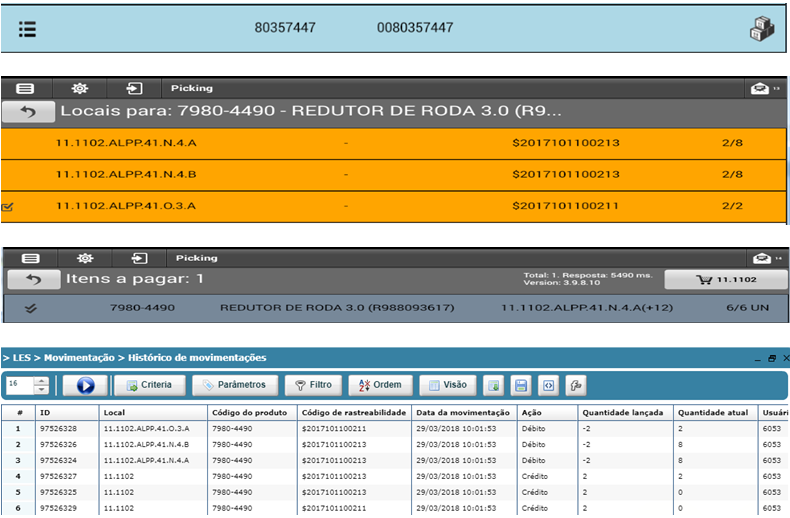 80357447 0080357447
Picking
Locais para: 7980-4490 - REDUTOR DE RODA 3.0 (R9...
11.1102.ALPP.41.N.4.A - $2017101100213 2/8
11.1102.ALPP.41.N.4.B - $2017101100213 2/8
11.1102.ALPP.41.O.3.A - $2017101100211 2/2
Picking
Itens a pagar: 1 Total: 1. Resposta: 5490 ms. 11.1102
Version: 3.9.8.10
7980-4490 REDUTOR DE RODA 3.0 (R988093617) 11.1102.ALPP.41.N.4.A(+12) 6/6 UN
> LES > Movimentação > Histórico de movimentações
16 Criteria Parâmetros Filtro Ordem Visão
# ID Local Código do produto Código de rastreabilidade Data da movimentação Ação Quantidade lançada Quantidade atual Usuári
1 97526328 11.1102.ALPP.41.O.3.A 7980-4490 $2017101100211 29/03/2018 10:01:53 Débito -2 2 6053
2 97526326 11.1102.ALPP.41.N.4.B 7980-4490 $2017101100213 29/03/2018 10:01:53 Débito -2 8 6053
3 97526324 11.1102.ALPP.41.N.4.A 7980-4490 $2017101100213 29/03/2018 10:01:53 Débito -2 8 6053
4 97526327 11.1102 7980-4490 $2017101100213 29/03/2018 10:01:53 Crédito 2 2 6053
5 97526325 11.1102 7980-4490 $2017101100213 29/03/2018 10:01:53 Crédito 2 0 6053
6 97526329 11.1102 7980-4490 $2017101100211 29/03/2018 10:01:53 Crédito 2 0 6053